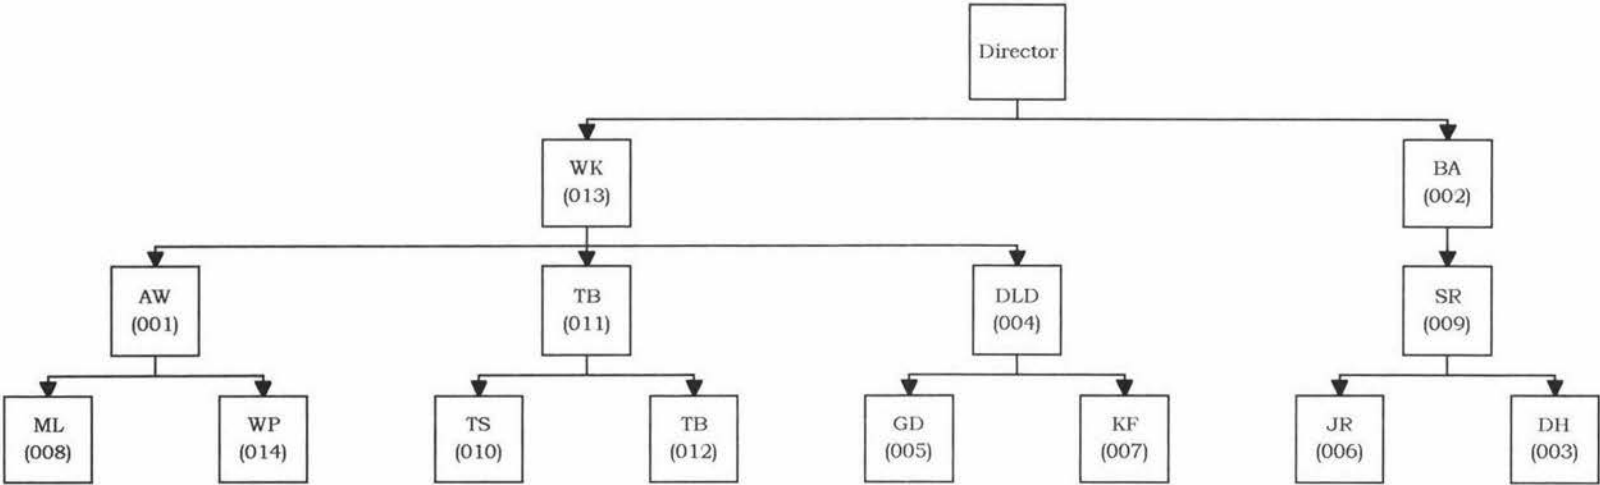 Director
WK
(013)
BA
(002)
AW
(001)
TB
(011)
DLD
(004)
SR
(009)
ML
(008)
WP
(014)
TS
(010)
TB
(012)
GD
(005)
KF
(007)
JR
(006)
DH
(003)